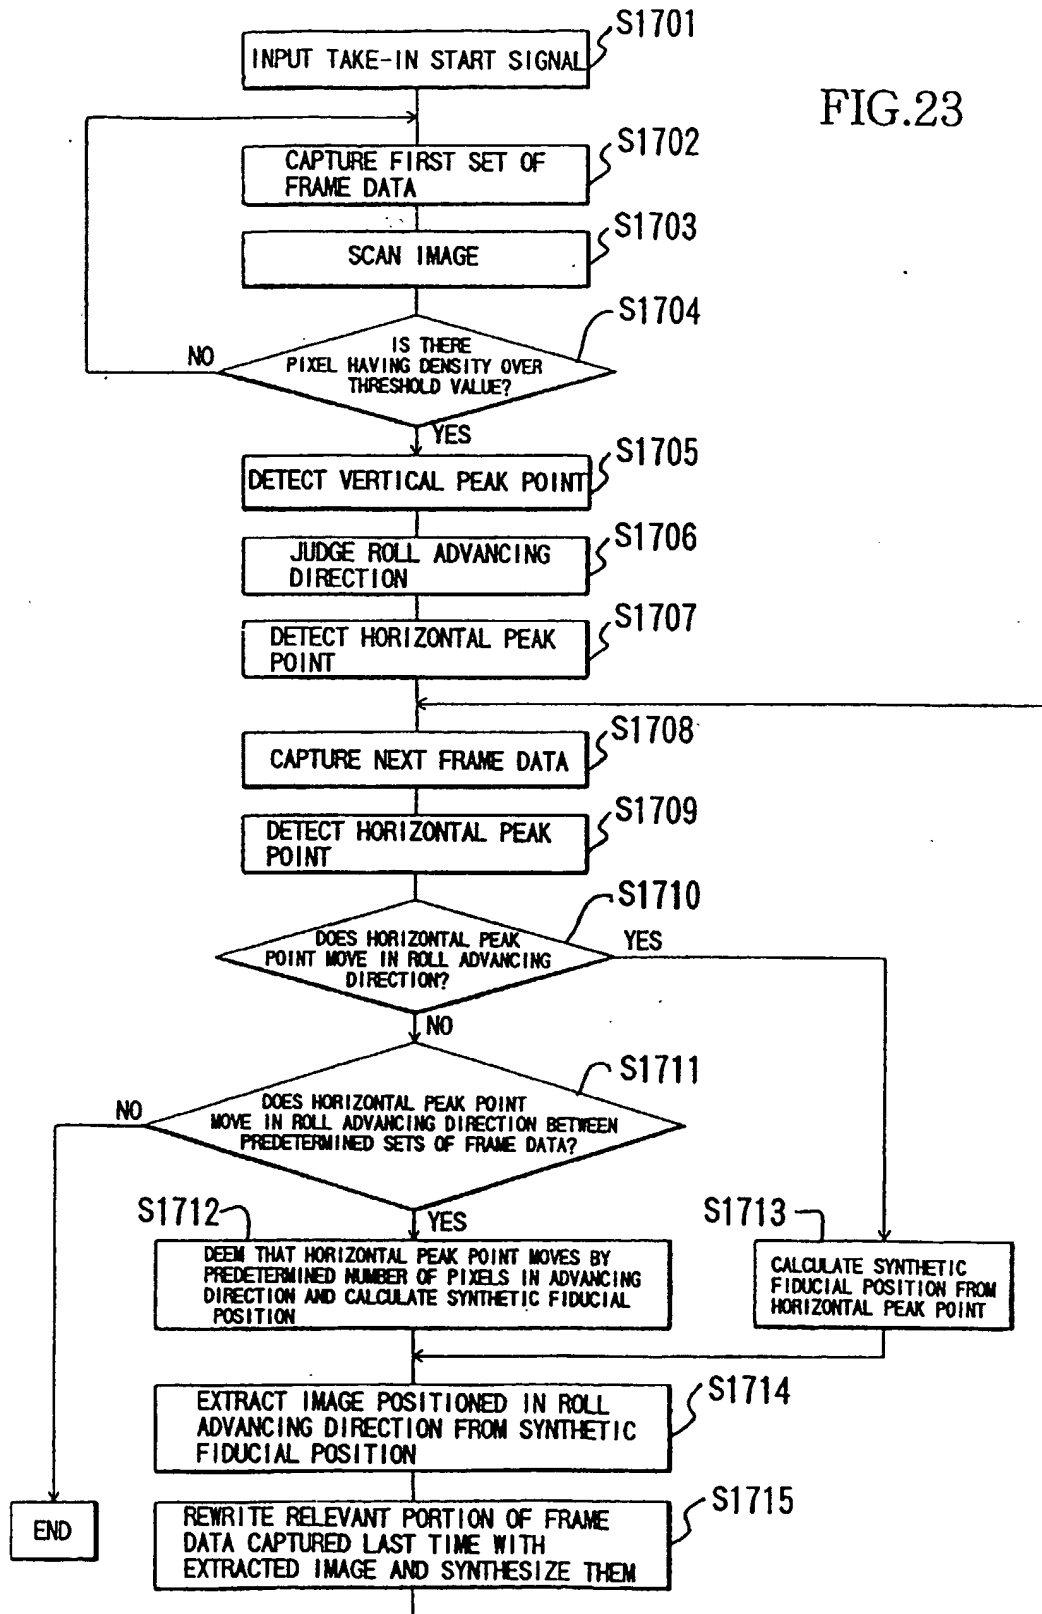 S1701
INPUT TAKE-IN START SIGNAL
FIG.23
S1702
CAPTURE FIRST SET OF
FRAME DATA
S1703
SCAN IMAGE
S1704
IS THERE
PIXEL HAVING DENSITY OVER
THRESHOLD VALUE?
NO
YES
S1705
DETECT VERTICAL PEAK POINT
S1706
JUDGE ROLL ADVANCING
DIRECTION
S1707
DETECT HORIZONTAL PEAK
POINT
S1708
CAPTURE NEXT FRAME DATA
S1709
DETECT HORIZONTAL PEAK
POINT
S1710
DOES HORIZONTAL PEAK
POINT MOVE IN ROLL ADVANCING
DIRECTION?
YES
NO
S1711
DOES HORIZONTAL PEAK POINT
MOVE IN ROLL ADVANCING DIRECTION BETWEEN
PREDETERMINED SETS OF FRAME DATA?
NO
YES
S1712
DEEM THAT HORIZONTAL PEAK POINT MOVES BY
PREDETERMINED NUMBER OF PIXELS IN ADVANCING
DIRECTION AND CALCULATE SYNTHETIC FIDUCIAL
POSITION
S1713
CALCULATE SYNTHETIC
FIDUCIAL POSITION FROM
HORIZONTAL PEAK POINT
S1714
EXTRACT IMAGE POSITIONED IN ROLL
ADVANCING DIRECTION FROM SYNTHETIC
FIDUCIAL POSITION
S1715
REWRITE RELEVANT PORTION OF FRAME
DATA CAPTURED LAST TIME WITH
EXTRACTED IMAGE AND SYNTHESIZE THEM
END